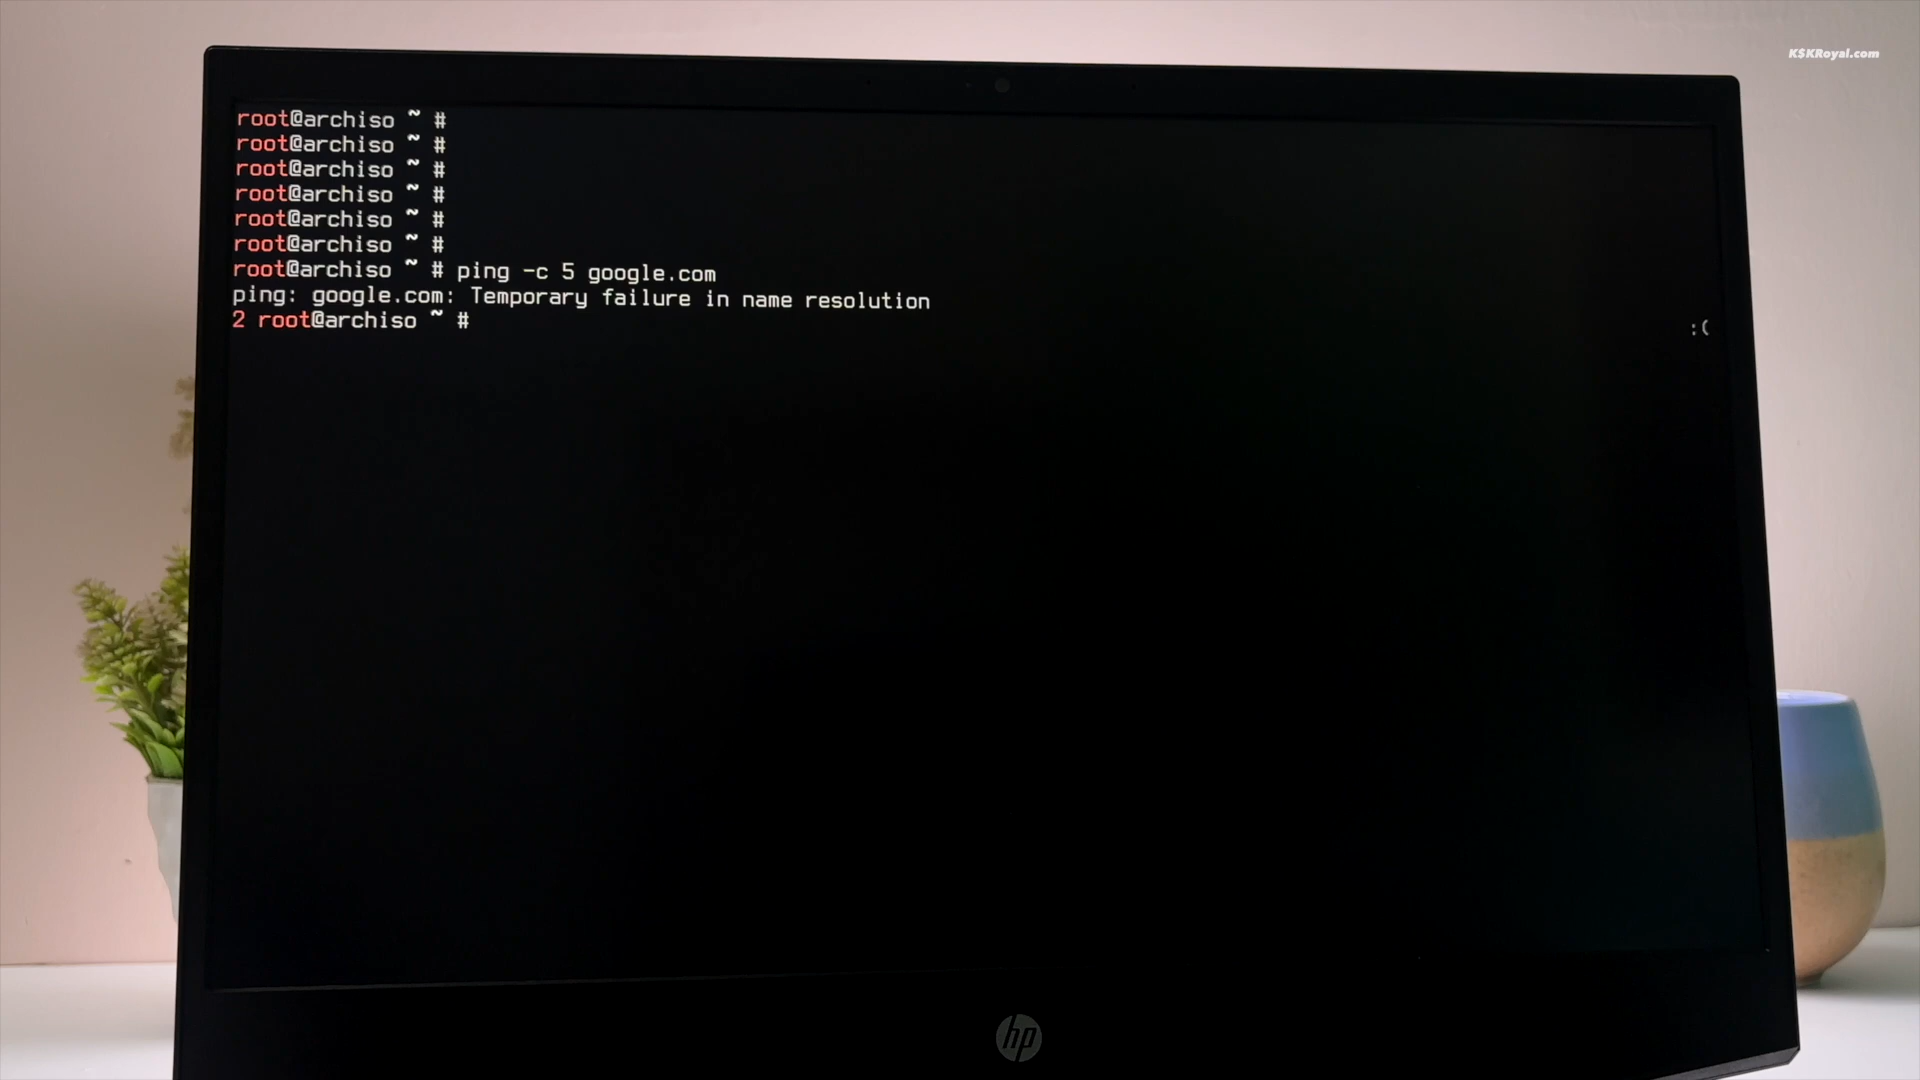 K$KRoyal.com
root@archiso ~ #
root@archiso ~ #
root@archiso ~ #
root@archiso ~ #
root@archiso ~ #
root@archiso ~ #
root@archiso ~ # ping -c 5 google.com
ping: google.com: Temporary failure in name resolution
2 root@archiso ~ # :(
hp